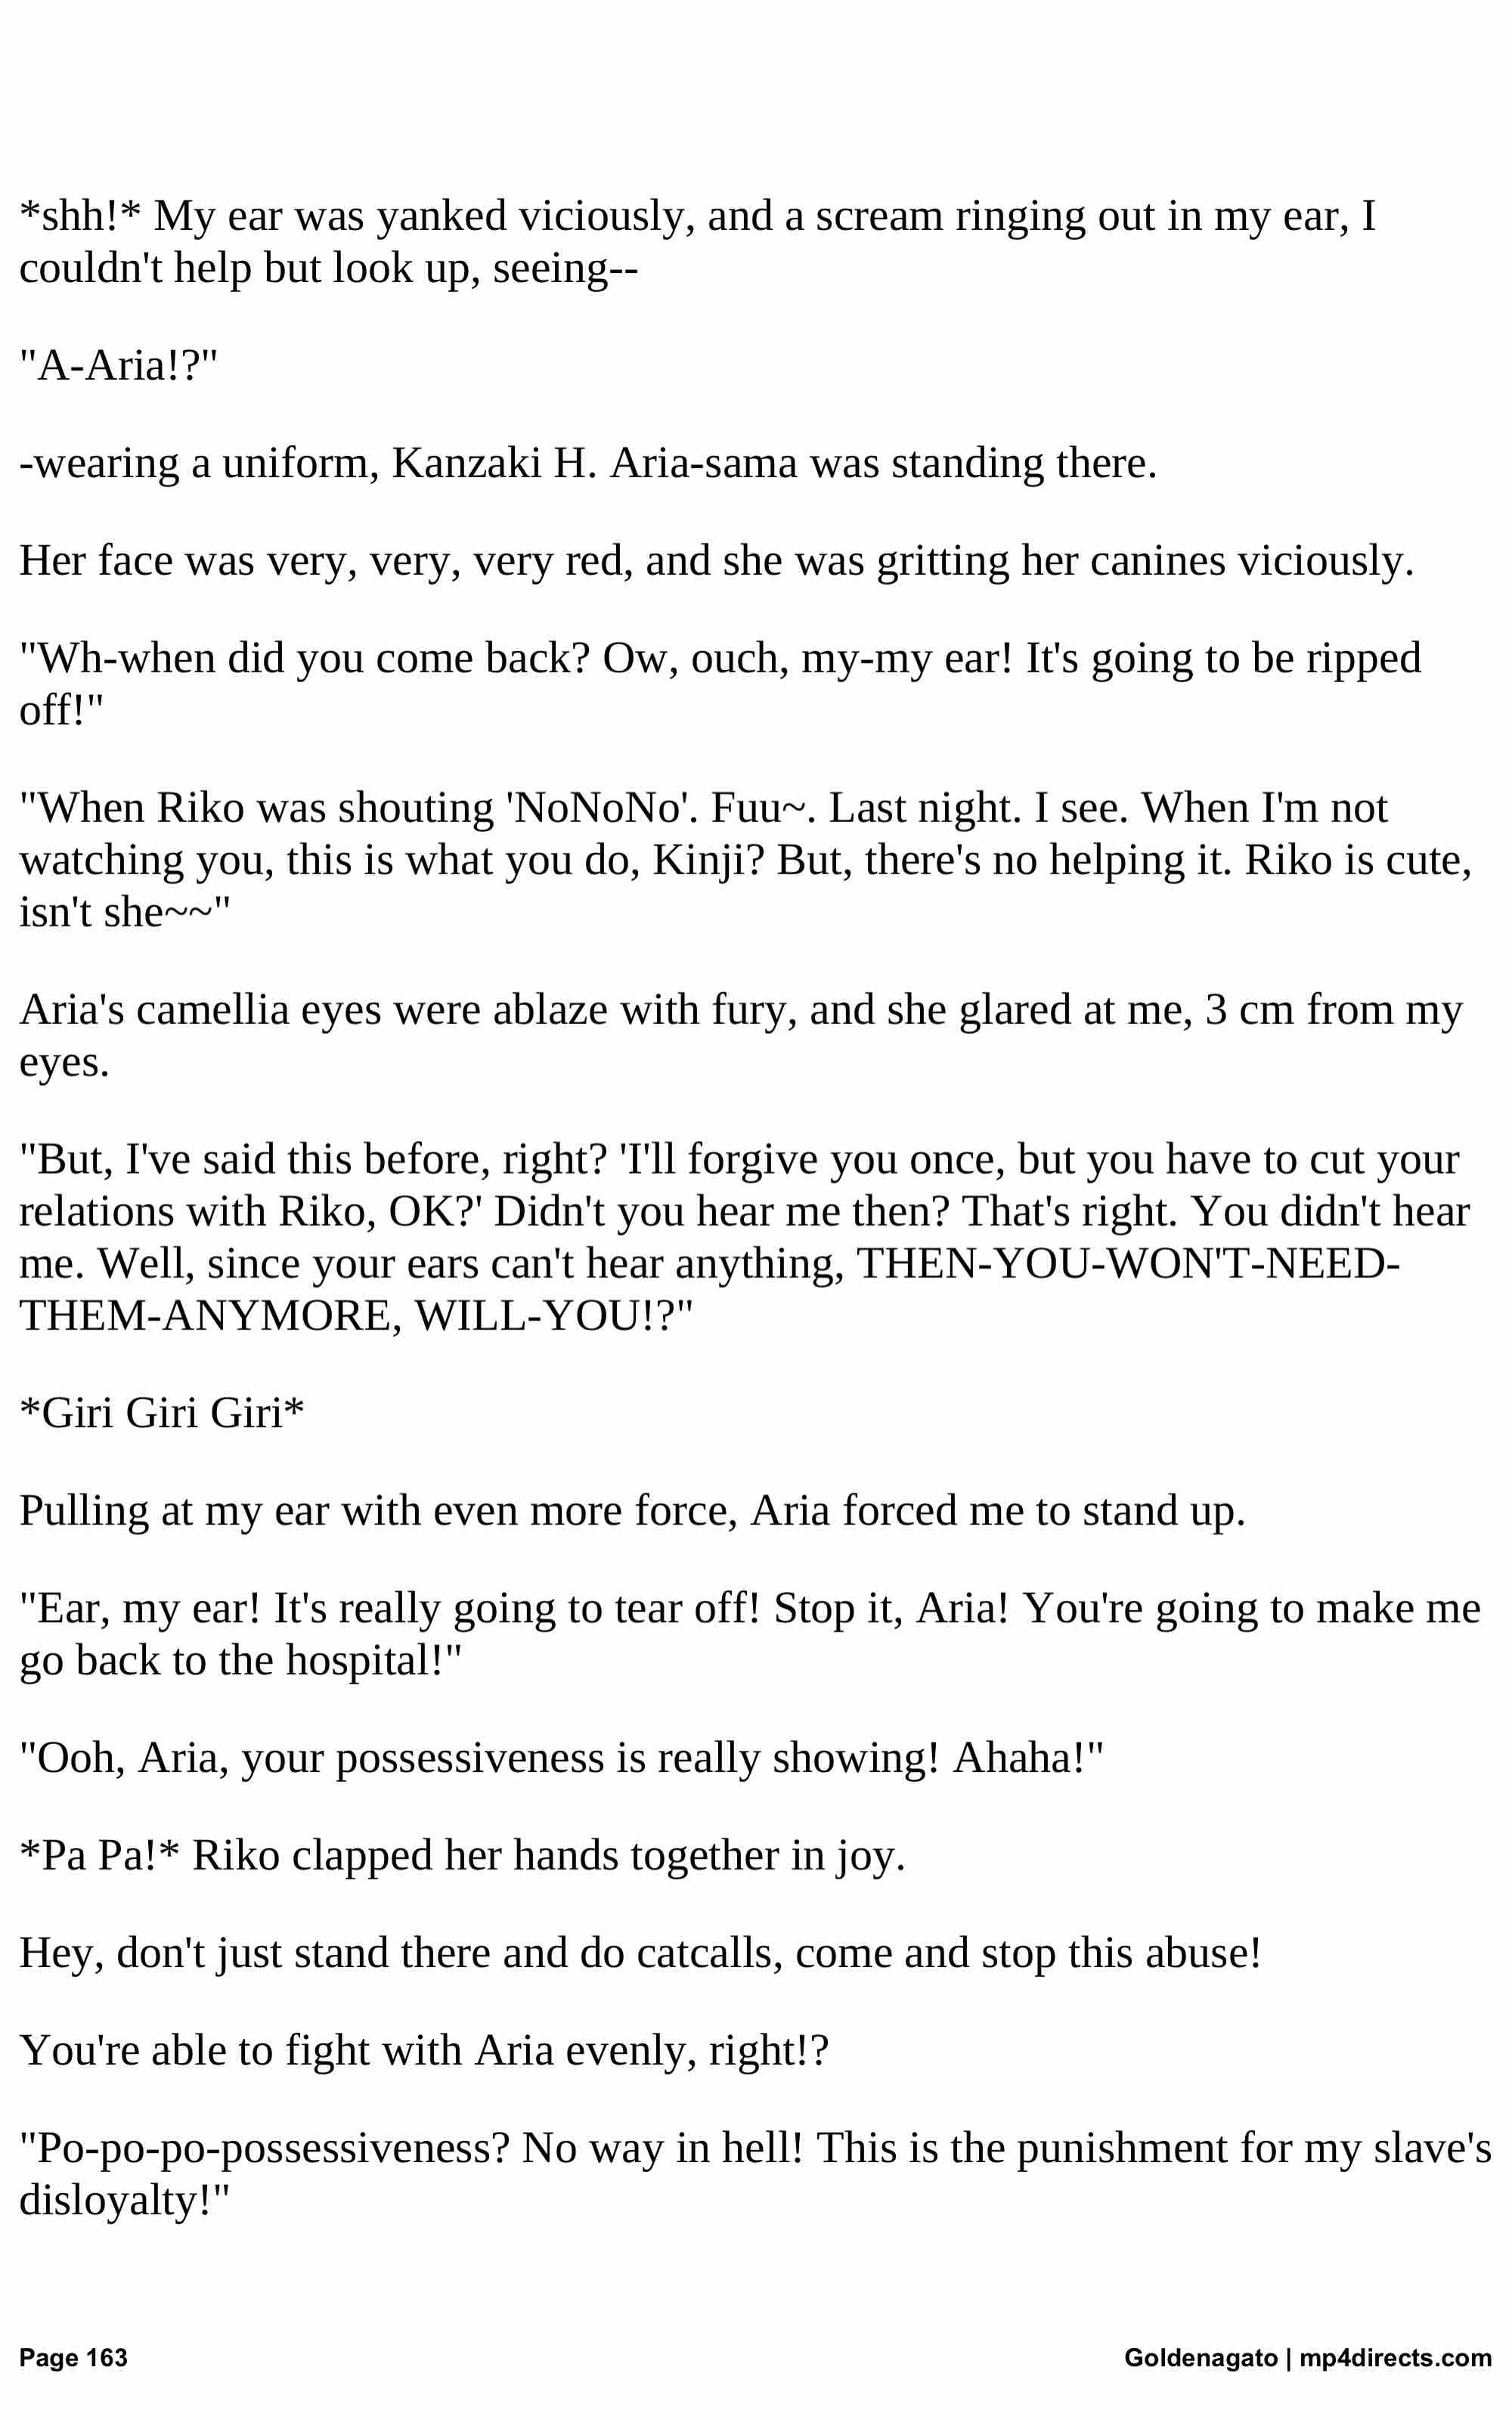 *shh!* My ear was yanked viciously, and a scream ringing out in my ear, I
couldn't help but look up, seeing--
"A-Aria!?"
-wearing a uniform, Kanzaki H. Aria-sama was standing there.
Her face was very, very, very red, and she was gritting her canines viciously.
"Wh-when did you come back? Ow, ouch, my-my ear! It's going to be ripped
off!"
"When Riko was shouting 'NoNoNo'. Fuu~. Last night. I see. When I'm not
watching you, this is what you do, Kinji? But, there's no helping it. Riko is cute,
isn't she~~"
Aria's camellia eyes were ablaze with fury, and she glared at me, 3 cm from my
eyes.
"But, I've said this before, right? 'I'll forgive you once, but you have to cut your
relations with Riko, OK?' Didn't you hear me then? That's right. You didn't hear
me. Well, since your ears can't hear anything, THEN-YOU-WON'T-NEED-
THEM-ANYMORE, WILL-YOU!?"
*Giri Giri Giri*
Pulling at my ear with even more force, Aria forced me to stand up.
"Ear, my ear! It's really going to tear off! Stop it, Aria! You're going to make me
go back to the hospital!"
"Ooh, Aria, your possessiveness is really showing! Ahaha!"
*Pa Pa!* Riko clapped her hands together in joy.
Hey, don't just stand there and do catcalls, come and stop this abuse!
You're able to fight with Aria evenly, right!?
"Po-po-po-possessiveness? No way in hell! This is the punishment for my slave's
disloyalty!"
Page 163
Goldenagato | mp4directs.com